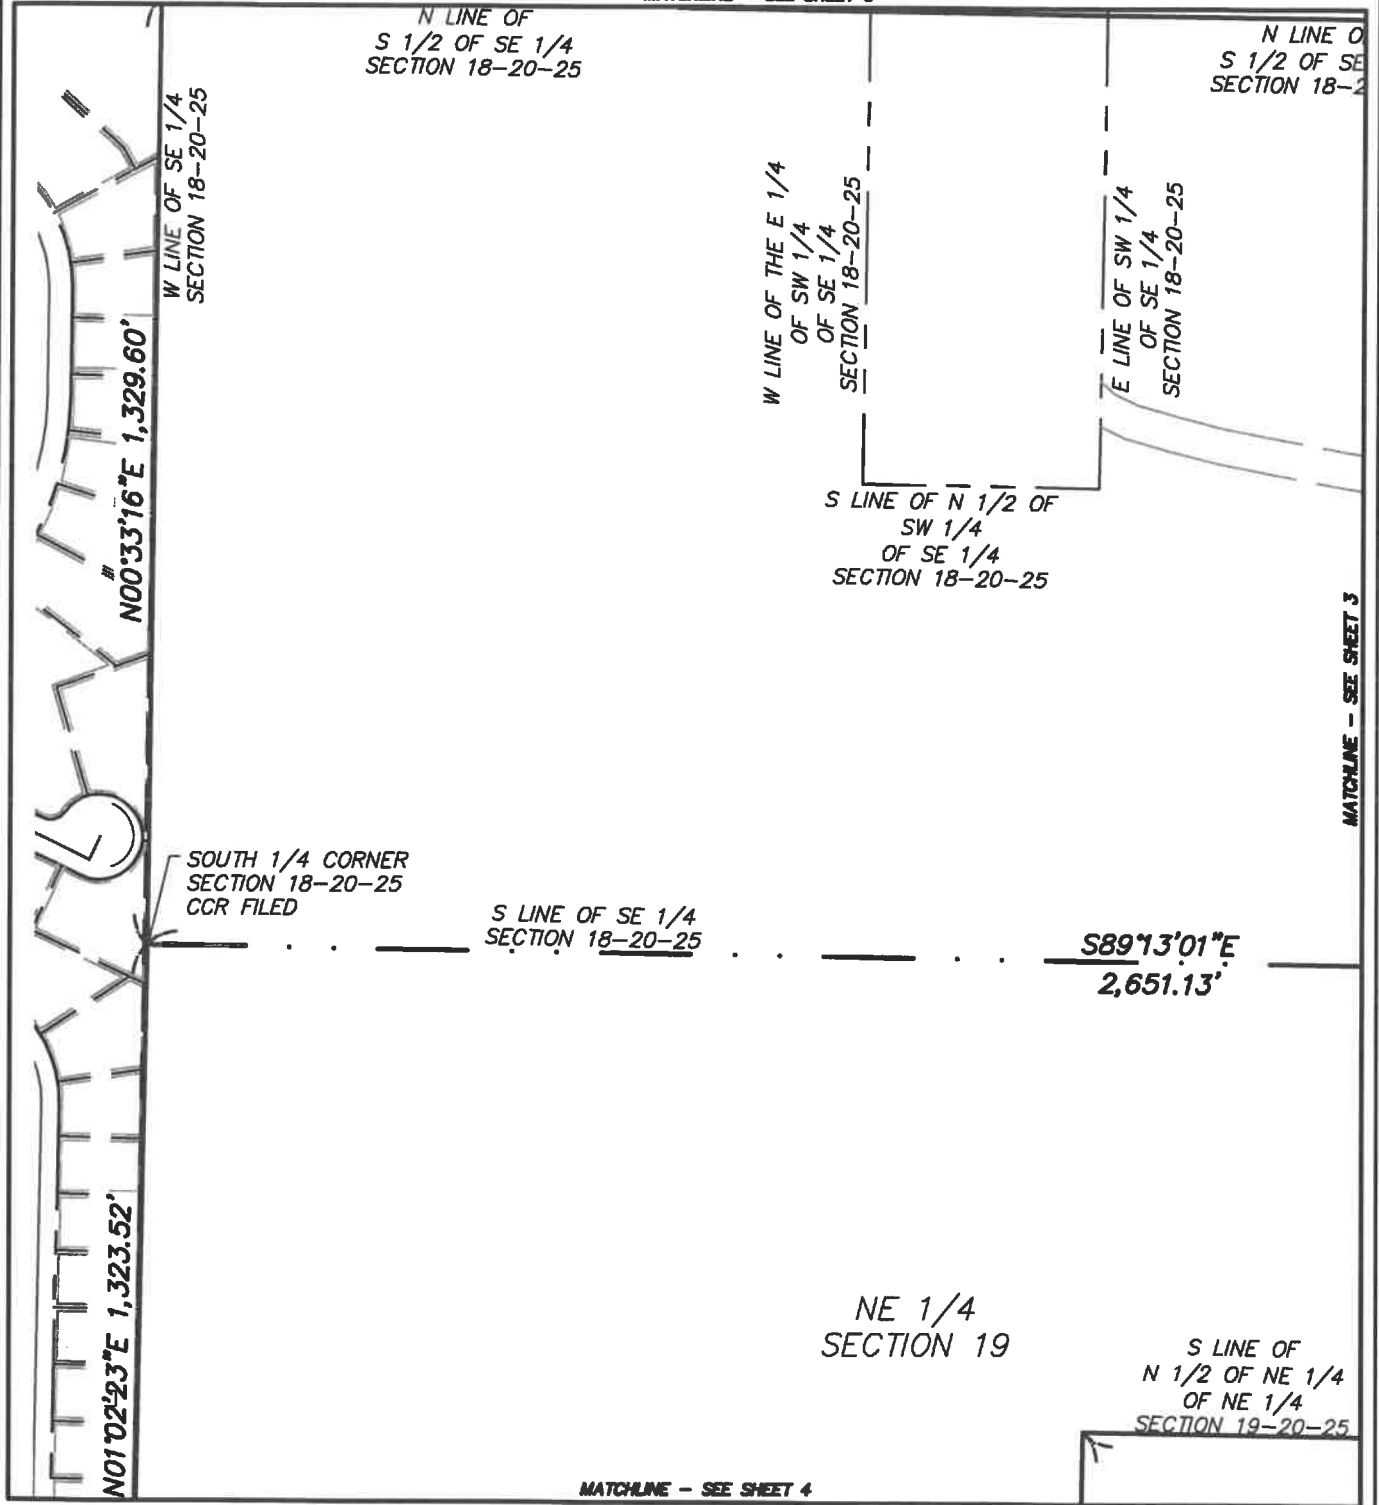 N LINE OF
S 1/2 OF SE 1/4
SECTION 18-20-25
N LINE O
S 1/2 OF SE
SECTION 18-2
W LINE OF SE 1/4
SECTION 18-20-25
W LINE OF THE E 1/4
OF SW 1/4
OF SE 1/4
SECTION 18-20-25
E LINE OF SW 1/4
OF SE 1/4
SECTION 18-20-25
N00°33'16"E 1,329.60'
S LINE OF N 1/2 OF
SW 1/4
OF SE 1/4
SECTION 18-20-25
MATCHLINE - SEE SHEET 3
SOUTH 1/4 CORNER
SECTION 18-20-25
CCR FILED
S LINE OF SE 1/4
SECTION 18-20-25
S89°13'01"E
2,651.13'
N01°02'23"E 1,323.52'
NE 1/4
SECTION 19
S LINE OF
N 1/2 OF NE 1/4
OF NE 1/4
SECTION 19-20-25
MATCHLINE - SEE SHEET 4